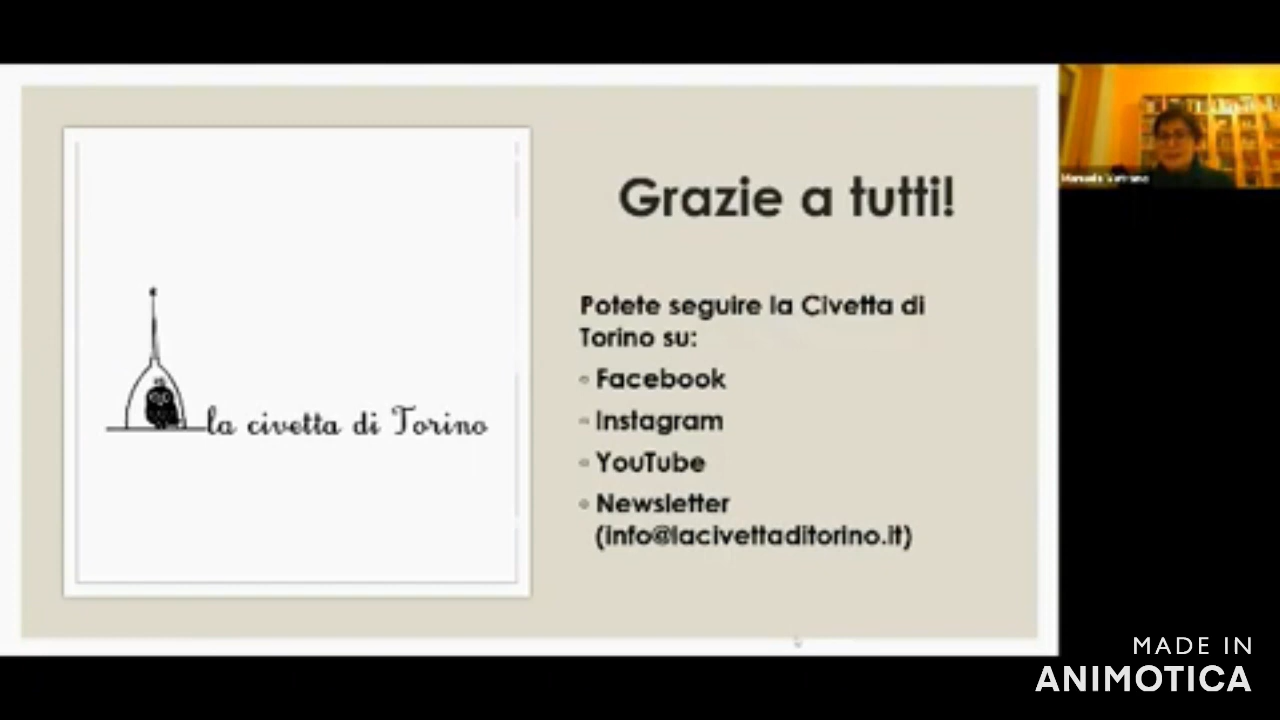 Grazie a tutti!
Potete seguire la Civetta di
Torino su:
Facebook
Instagram
YouTube
Newsletter
(info@lacivettaditorino.it)
la civetta di Torino
MADE IN
ANIMOTICA